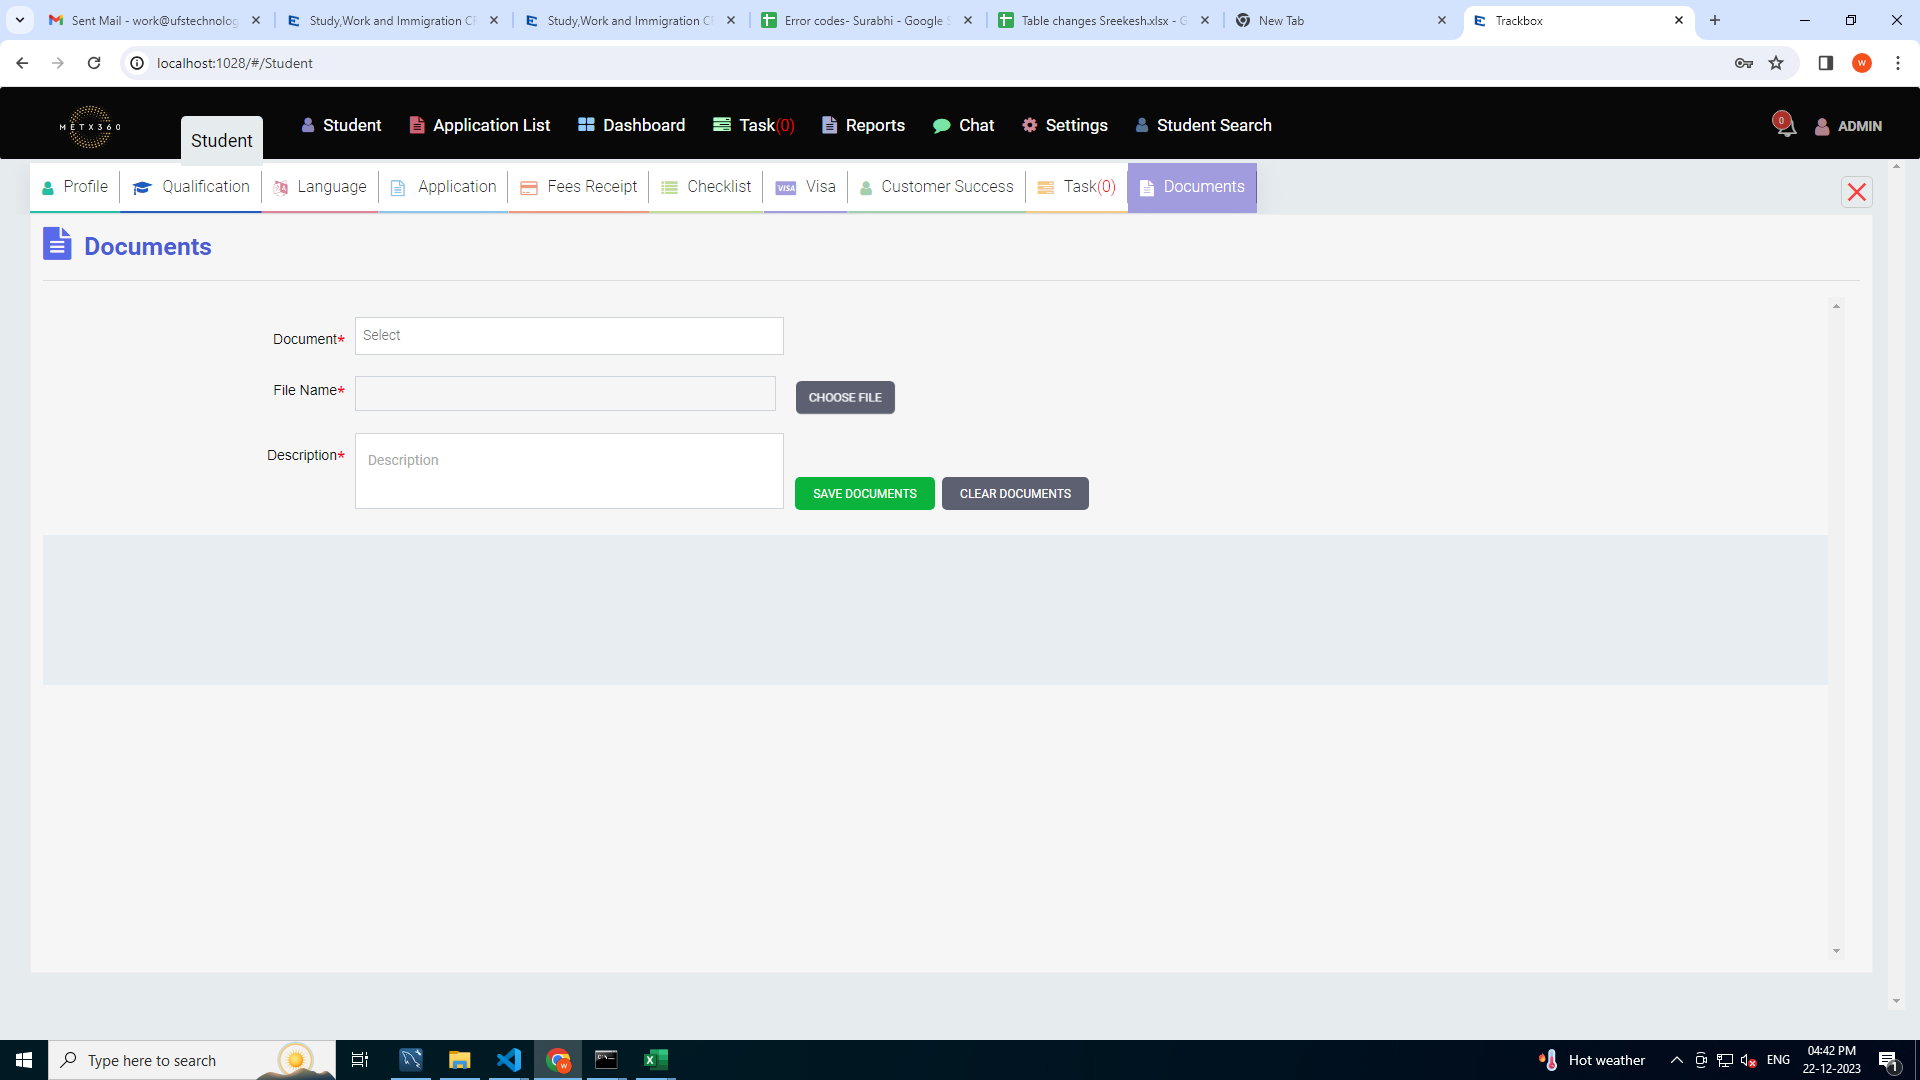 Sent Mail - work@ufstechnolog
Study,Work and Immigration CF
Study,Work and Immigration CF
Error codes- Surabhi - Google S
Table changes Sreekesh.xlsx - G
New Tab
Trackbox
localhost:1028/#/Student
W
METX360
Student
Student
Application List
Dashboard
Task(0)
Reports
Chat
Settings
Student Search
0
ADMIN
Profile
Qualification
Language
Application
Fees Receipt
Checklist
VISA
Visa
Customer Success
Task(0)
Documents
Documents
Document*
Select
File Name*
CHOOSE FILE
Description*
Description
SAVE DOCUMENTS
CLEAR DOCUMENTS
Type here to search
Hot weather
ENG
04:42 PM
22-12-2023
1